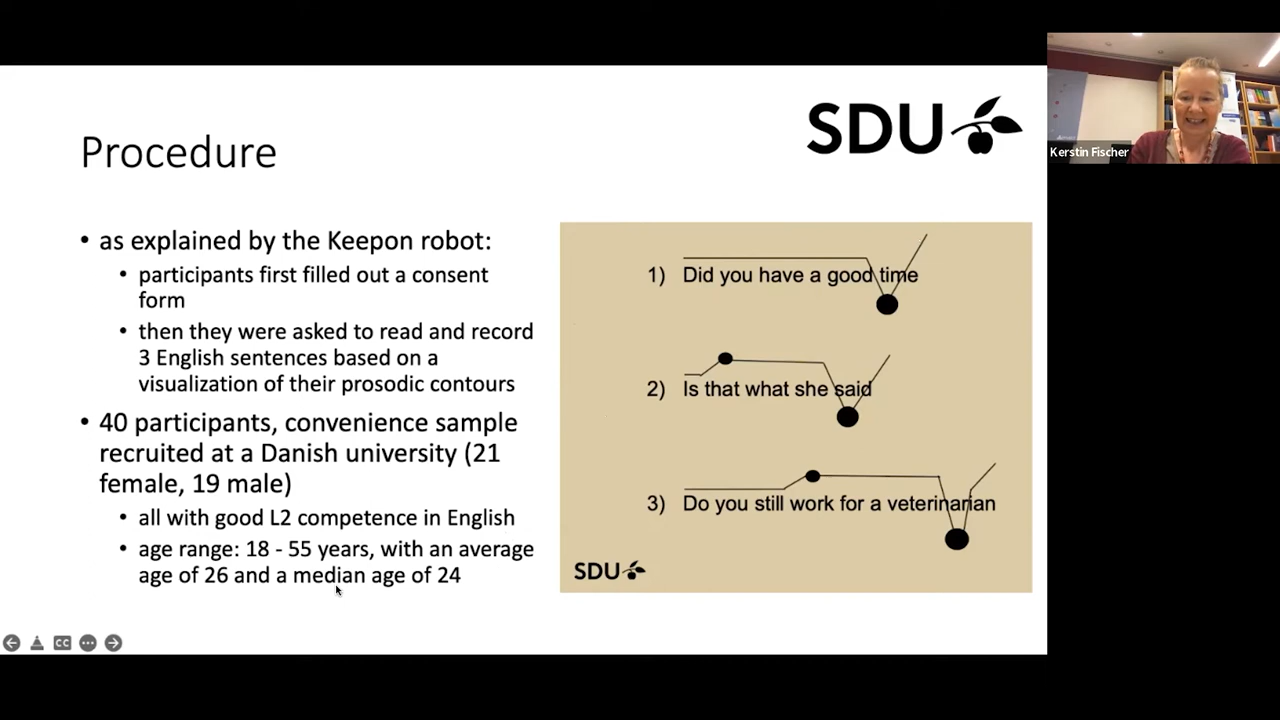 Procedure
SDU
Kerstin Fischer
• as explained by the Keepon robot:
• participants first filled out a consent
form
• then they were asked to read and record
3 English sentences based on a
visualization of their prosodic contours
• 40 participants, convenience sample
recruited at a Danish university (21
female, 19 male)
• all with good L2 competence in English
• age range: 18 - 55 years, with an average
age of 26 and a median age of 24
1) Did you have a good time
2) Is that what she said
3) Do you still work for a veterinarian
SDU
CC